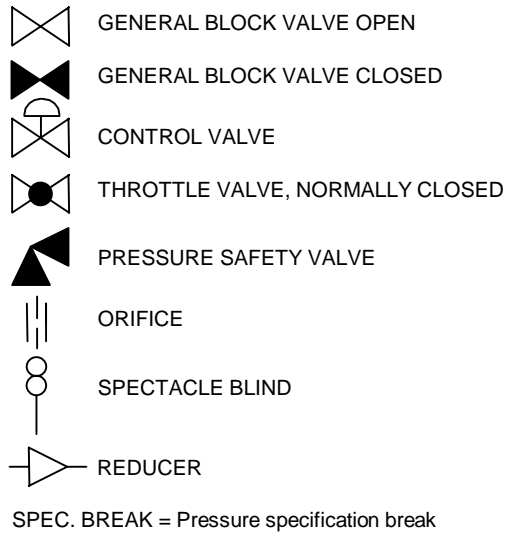 GENERAL BLOCK VALVE OPEN
GENERAL BLOCK VALVE CLOSED
CONTROL VALVE
THROTTLE VALVE, NORMALLY CLOSED
PRESSURE SAFETY VALVE
ORIFICE
SPECTACLE BLIND
REDUCER
SPEC. BREAK = Pressure specification break